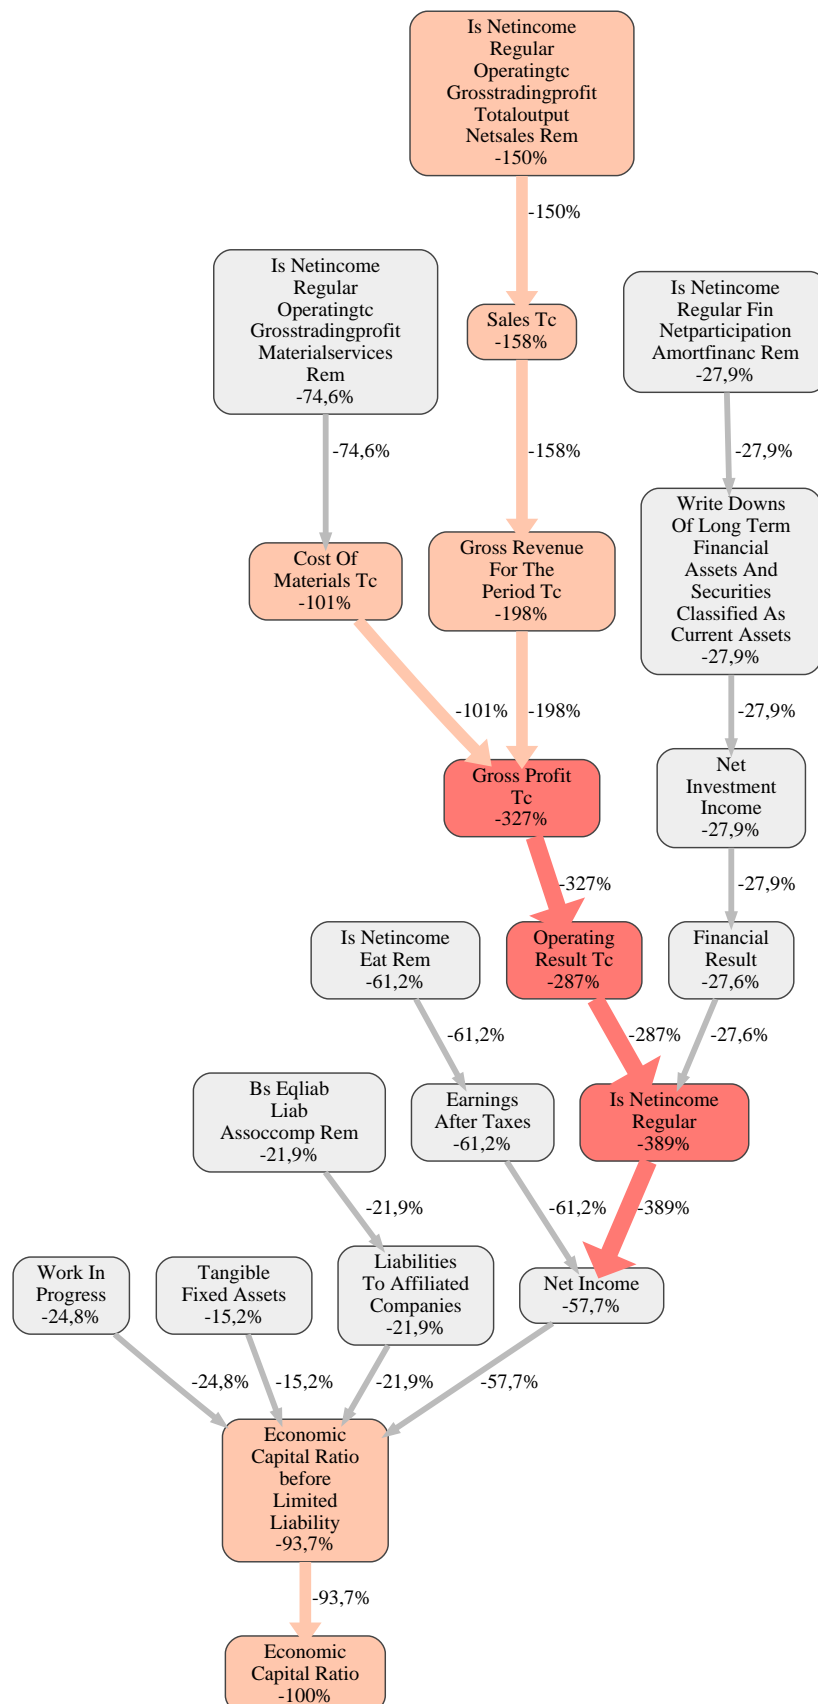 Is Netincome
Regular
Operatingtc
Grosstradingprofit
Totaloutput
Netsales Rem
-150%
-150%
Is Netincome
Regular
Operatingtc
Grosstradingprofit
Materialservices
Rem
-74,6%
Sales Tc
-158%
Is Netincome
Regular Fin
Netparticipation
Amortfinanc Rem
-27,9%
-74,6%
-158%
-27,9%
Cost Of
Materials Tc
-101%
Gross Revenue
For The
Period Tc
-198%
Write Downs
Of Long Term
Financial
Assets And
Securities
Classified As
Current Assets
-27,9%
-101%
-198%
-27,9%
Gross Profit
Tc
-327%
Net
Investment
Income
-27,9%
-327%
-27,9%
Is Netincome
Eat Rem
-61,2%
Operating
Result Tc
-287%
Financial
Result
-27,6%
-61,2%
-287%
-27,6%
Bs Eqliab
Liab
Assoccomp Rem
-21,9%
Earnings
After Taxes
-61,2%
Is Netincome
Regular
-389%
-21,9%
-61,2%
-389%
Work In
Progress
-24,8%
Tangible
Fixed Assets
-15,2%
Liabilities
To Affiliated
Companies
-21,9%
Net Income
-57,7%
-24,8%
-15,2%
-21,9%
-57,7%
Economic
Capital Ratio
before
Limited
Liability
-93,7%
-93,7%
Economic
Capital Ratio
-100%